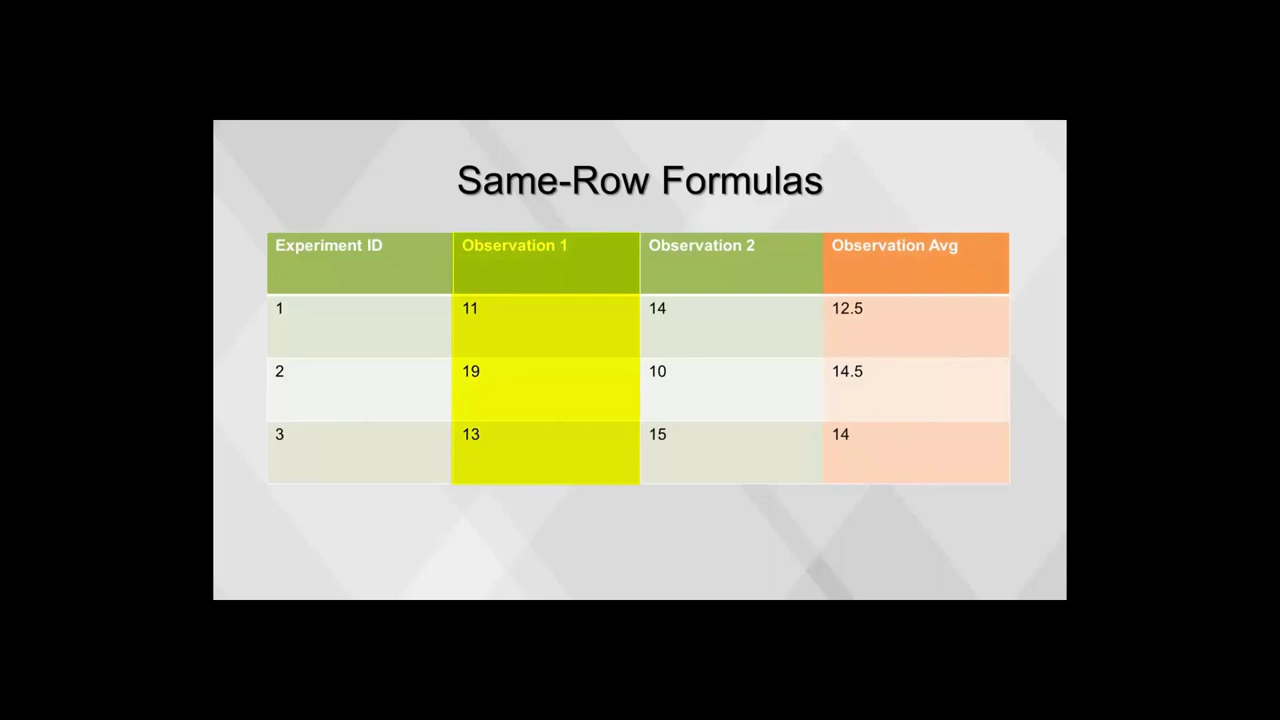 Same-Row Formulas
Experiment ID Observation 1 Observation 2 Observation Avg
1 11 14 12.5
2 19 10 14.5
3 13 15 14